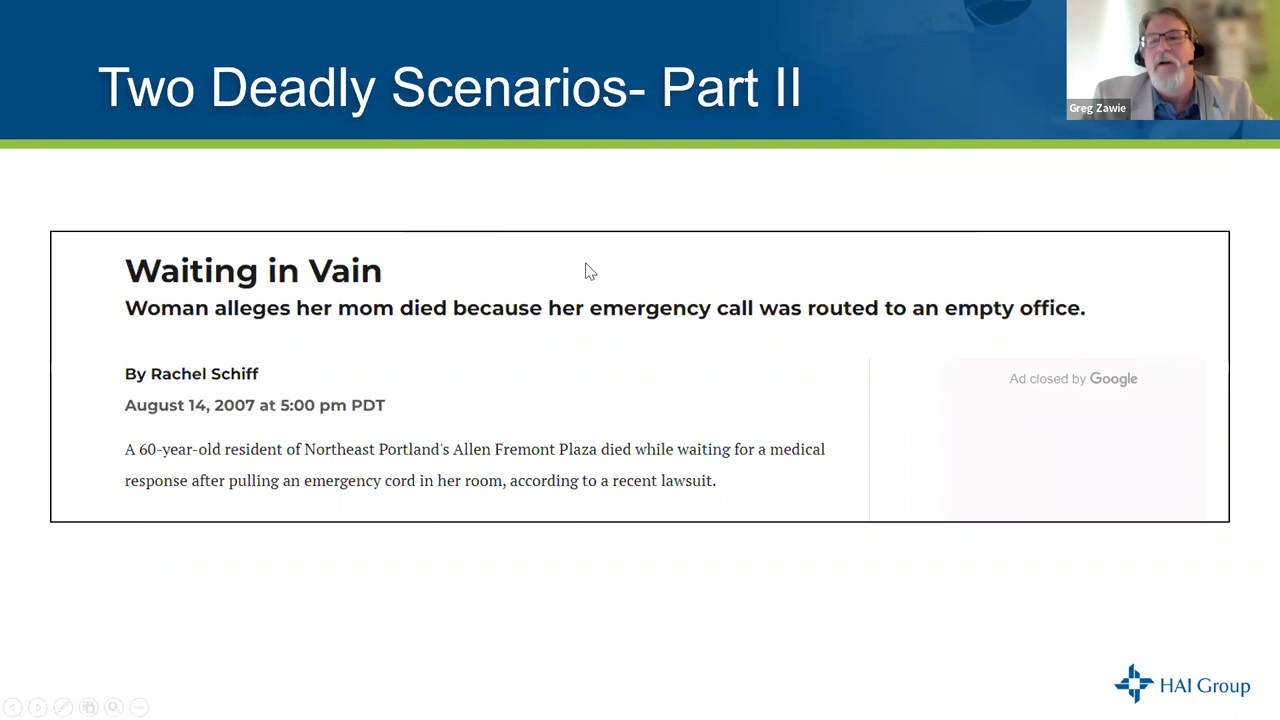 Two Deadly Scenarios- Part II
Greg Zawie
Waiting in Vain
Woman alleges her mom died because her emergency call was routed to an empty office.
By Rachel Schiff
August 14, 2007 at 5:00 pm PDT
Ad closed by Google
A 60-year-old resident of Northeast Portland's Allen Fremont Plaza died while waiting for a medical
response after pulling an emergency cord in her room, according to a recent lawsuit.
HAI Group